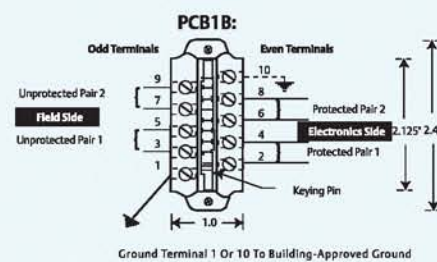 PCB1B:
Odd Terminals
Even Terminals
9
10
Unprotected Pair 2
7
8
Protected Pair 2
6
Field Side
5
Electronics Side
2.125"
4
Unprotected Pair 1
3
Protected Pair 1
2
1
Keying Pin
1.0
Ground Terminal 1 Or 10 To Building-Approved Ground